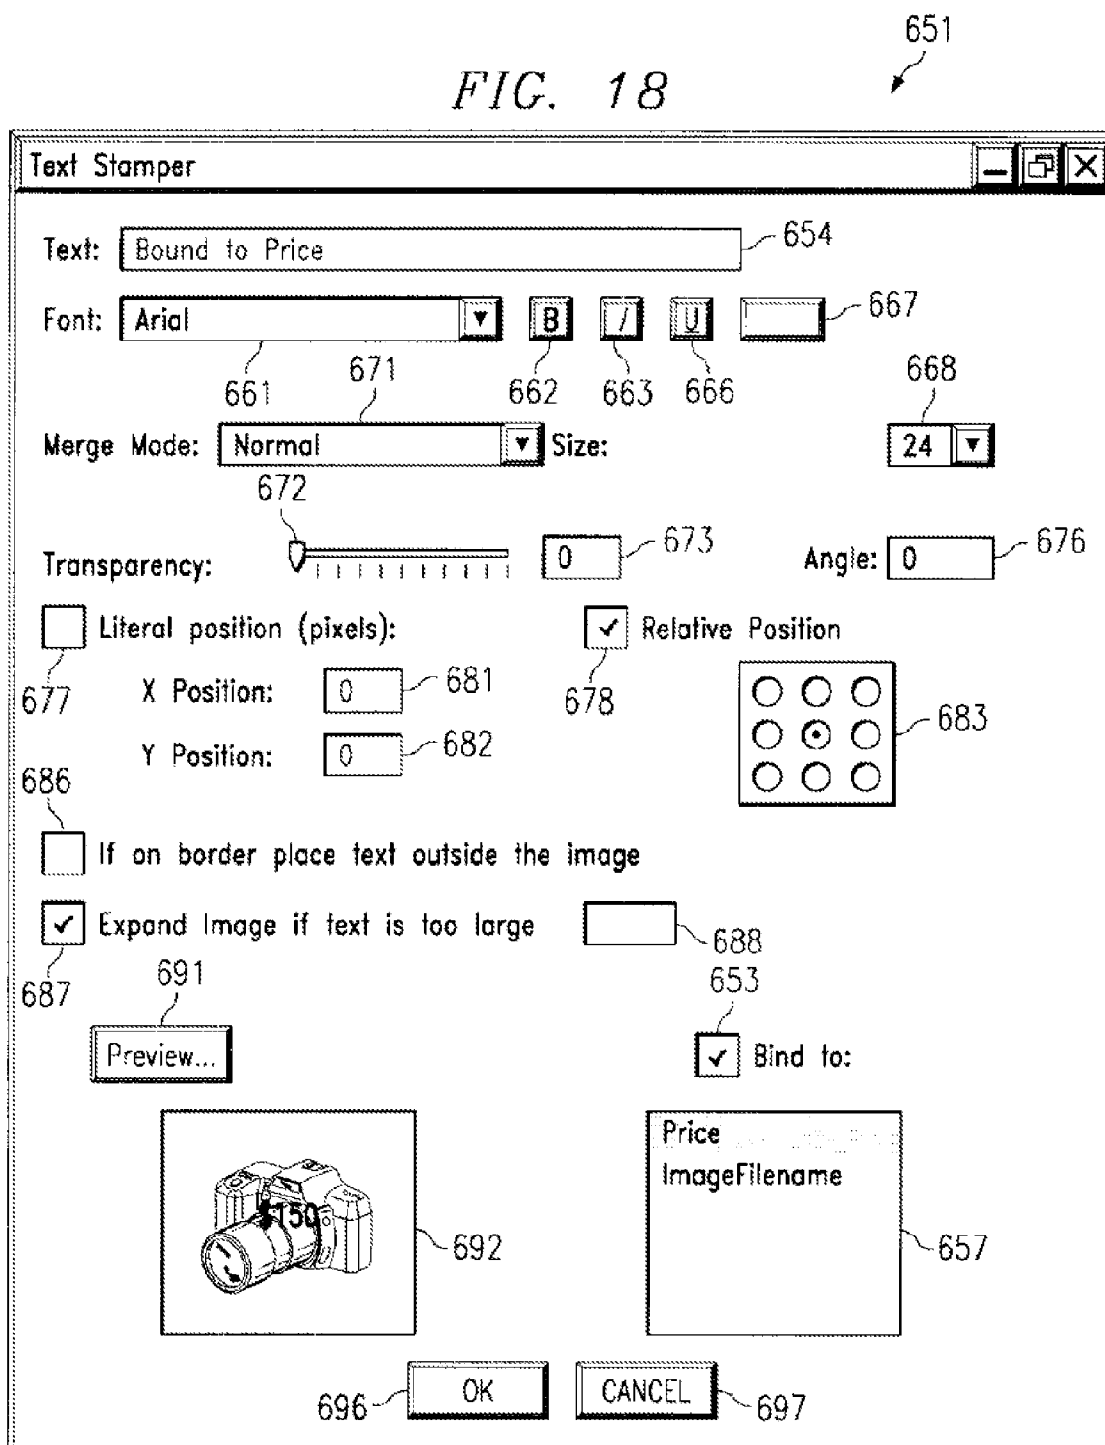 651
FIG. 18
Text Stamper
Text: Bound to Price 654
Font: Arial B I U 667
661 671 662 663 666 668
Merge Mode: Normal Size: 24
672
Transparency: 0 673 Angle: 0 676
Literal position (pixels): Relative Position
677 X Position: 0 681 678
683
Y Position: 0 682
686
If on border place text outside the image
Expand Image if text is too large 688
687 691 653
Preview... Bind to:
Price
ImageFilename
$150
692 657
696 OK CANCEL 697